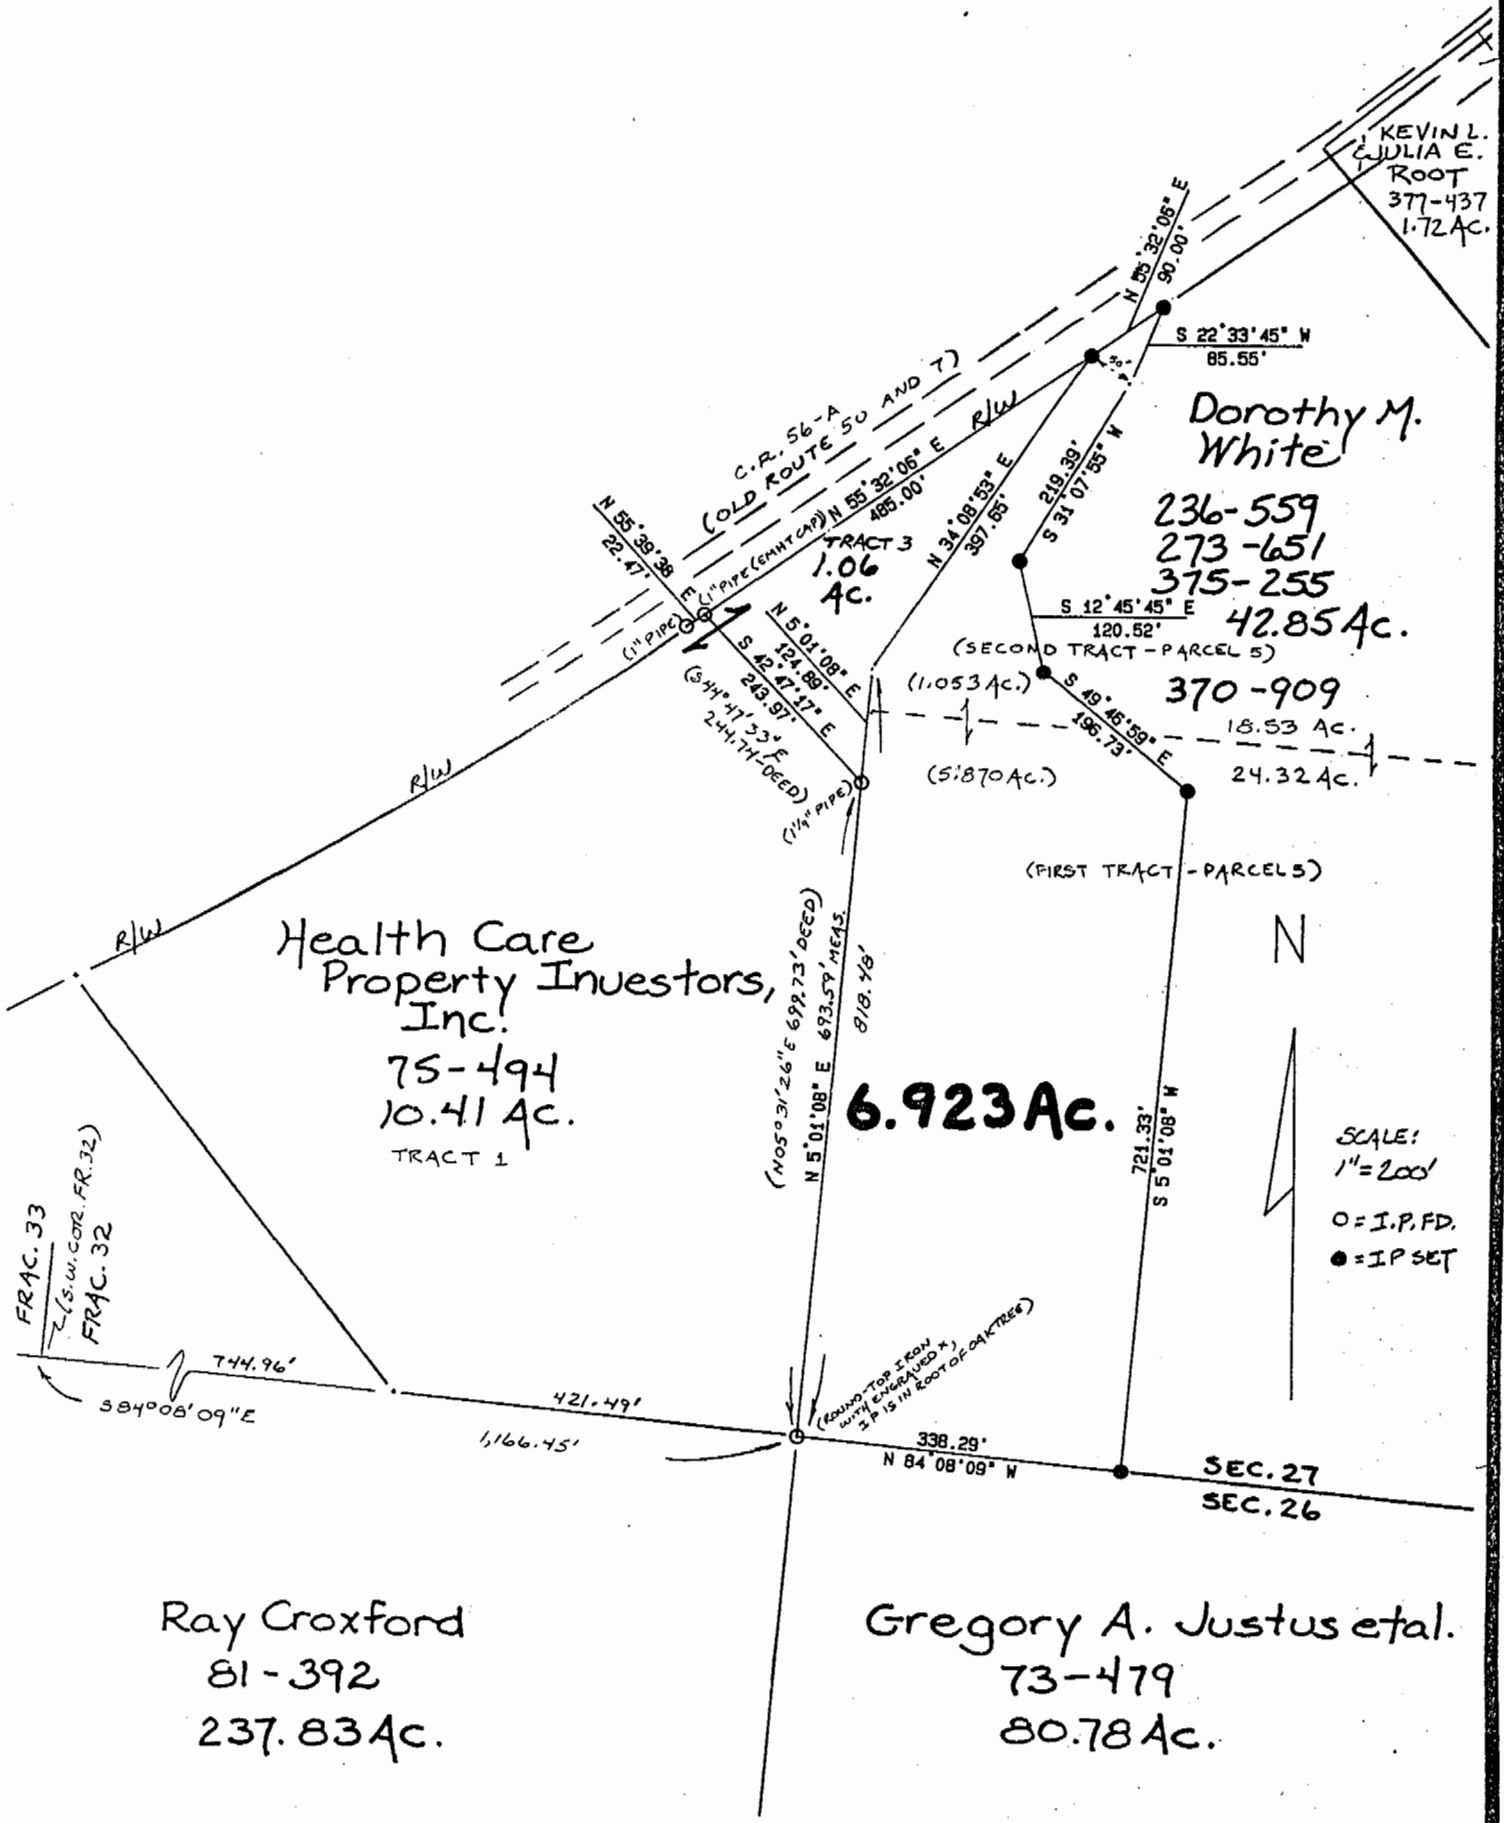 KEVIN L.
& JULIA E.
ROOT
377-437
1.72 AC.
N 55°32'06" E
90.00'
S 22°33'45" W
85.55'
50'
C.R. 56-A
(OLD ROUTE 50 AND 7)
R/W
N 55°32'06" E
485.00'
N 55°39'38 E
22.47'
(1" PIPE (EMHT CAP))
(1" PIPE)
TRACT 3
1.06
AC.
N 34°08'53" E
397.65'
219.39'
S 31°07'55" W
Dorothy M.
White
236-559
273-651
375-255
42.85 Ac.
S 12°45'45" E
120.52'
(SECOND TRACT - PARCEL 5)
370-909
18.53 AC.
24.32 AC.
N 5°01'08" E
124.89'
S 42°47'17" E
243.97'
(S44°47'33" E
244.74-DEED)
(1¼" PIPE)
(1.053 AC.)
(5.870 AC.)
S 49°46'59" E
196.73'
(FIRST TRACT - PARCEL 5)
R/W
R/W
Health Care
Property Investors,
Inc.
75-494
10.41 AC.
TRACT 1
(N05°31'26" E 699.73' DEED)
N 5°01'08" E 693.59' MEAS.
818.48'
6.923 Ac.
721.33'
S 5°01'08" W
N
SCALE:
1"=200'
O = I.P. FD.
● = IP SET
FRAC. 33
(S.W. COR. FR. 32)
FRAC. 32
744.96'
S84°08'09"E
421.49'
1,166.45'
(ROUND-TOP IRON
WITH ENGRAVED X,
IP IS IN ROOT OF OAK TREE)
338.29'
N 84°08'09" W
SEC. 27
SEC. 26
Ray Croxford
81-392
237.83 Ac.
Gregory A. Justus etal.
73-479
80.78 Ac.